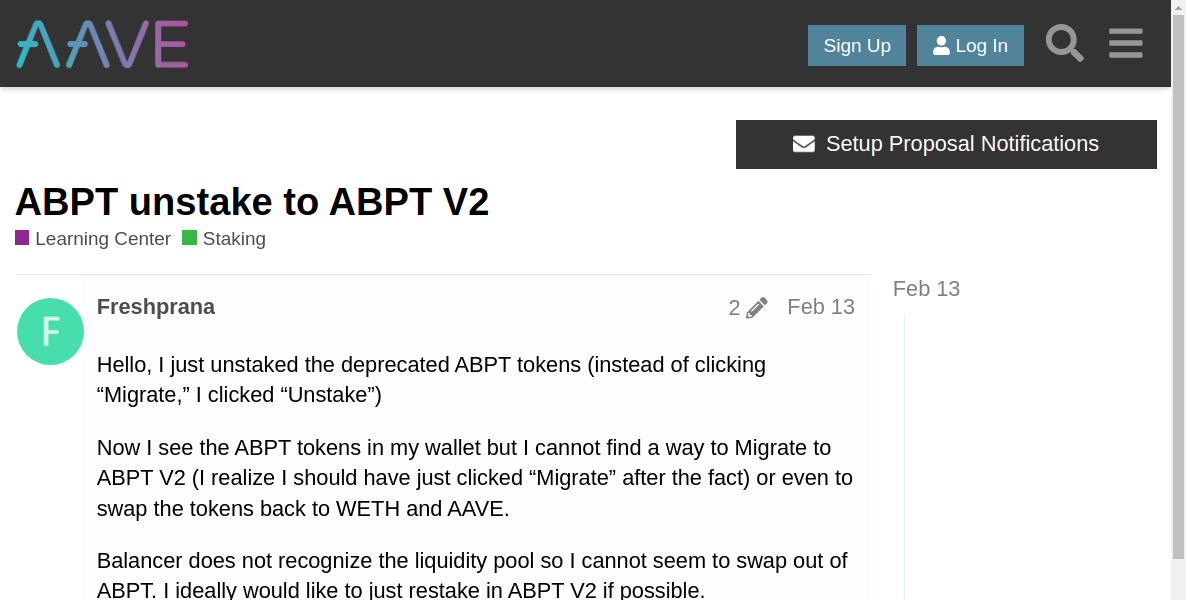 AAVE
Sign Up
Log In
Setup Proposal Notifications
ABPT unstake to ABPT V2
Learning Center Staking
Feb 13
F
Freshprana
2
Feb 13
Hello, I just unstaked the deprecated ABPT tokens (instead of clicking
“Migrate,” I clicked “Unstake”)
Now I see the ABPT tokens in my wallet but I cannot find a way to Migrate to
ABPT V2 (I realize I should have just clicked “Migrate” after the fact) or even to
swap the tokens back to WETH and AAVE.
Balancer does not recognize the liquidity pool so I cannot seem to swap out of
ABPT. I ideally would like to just restake in ABPT V2 if possible.